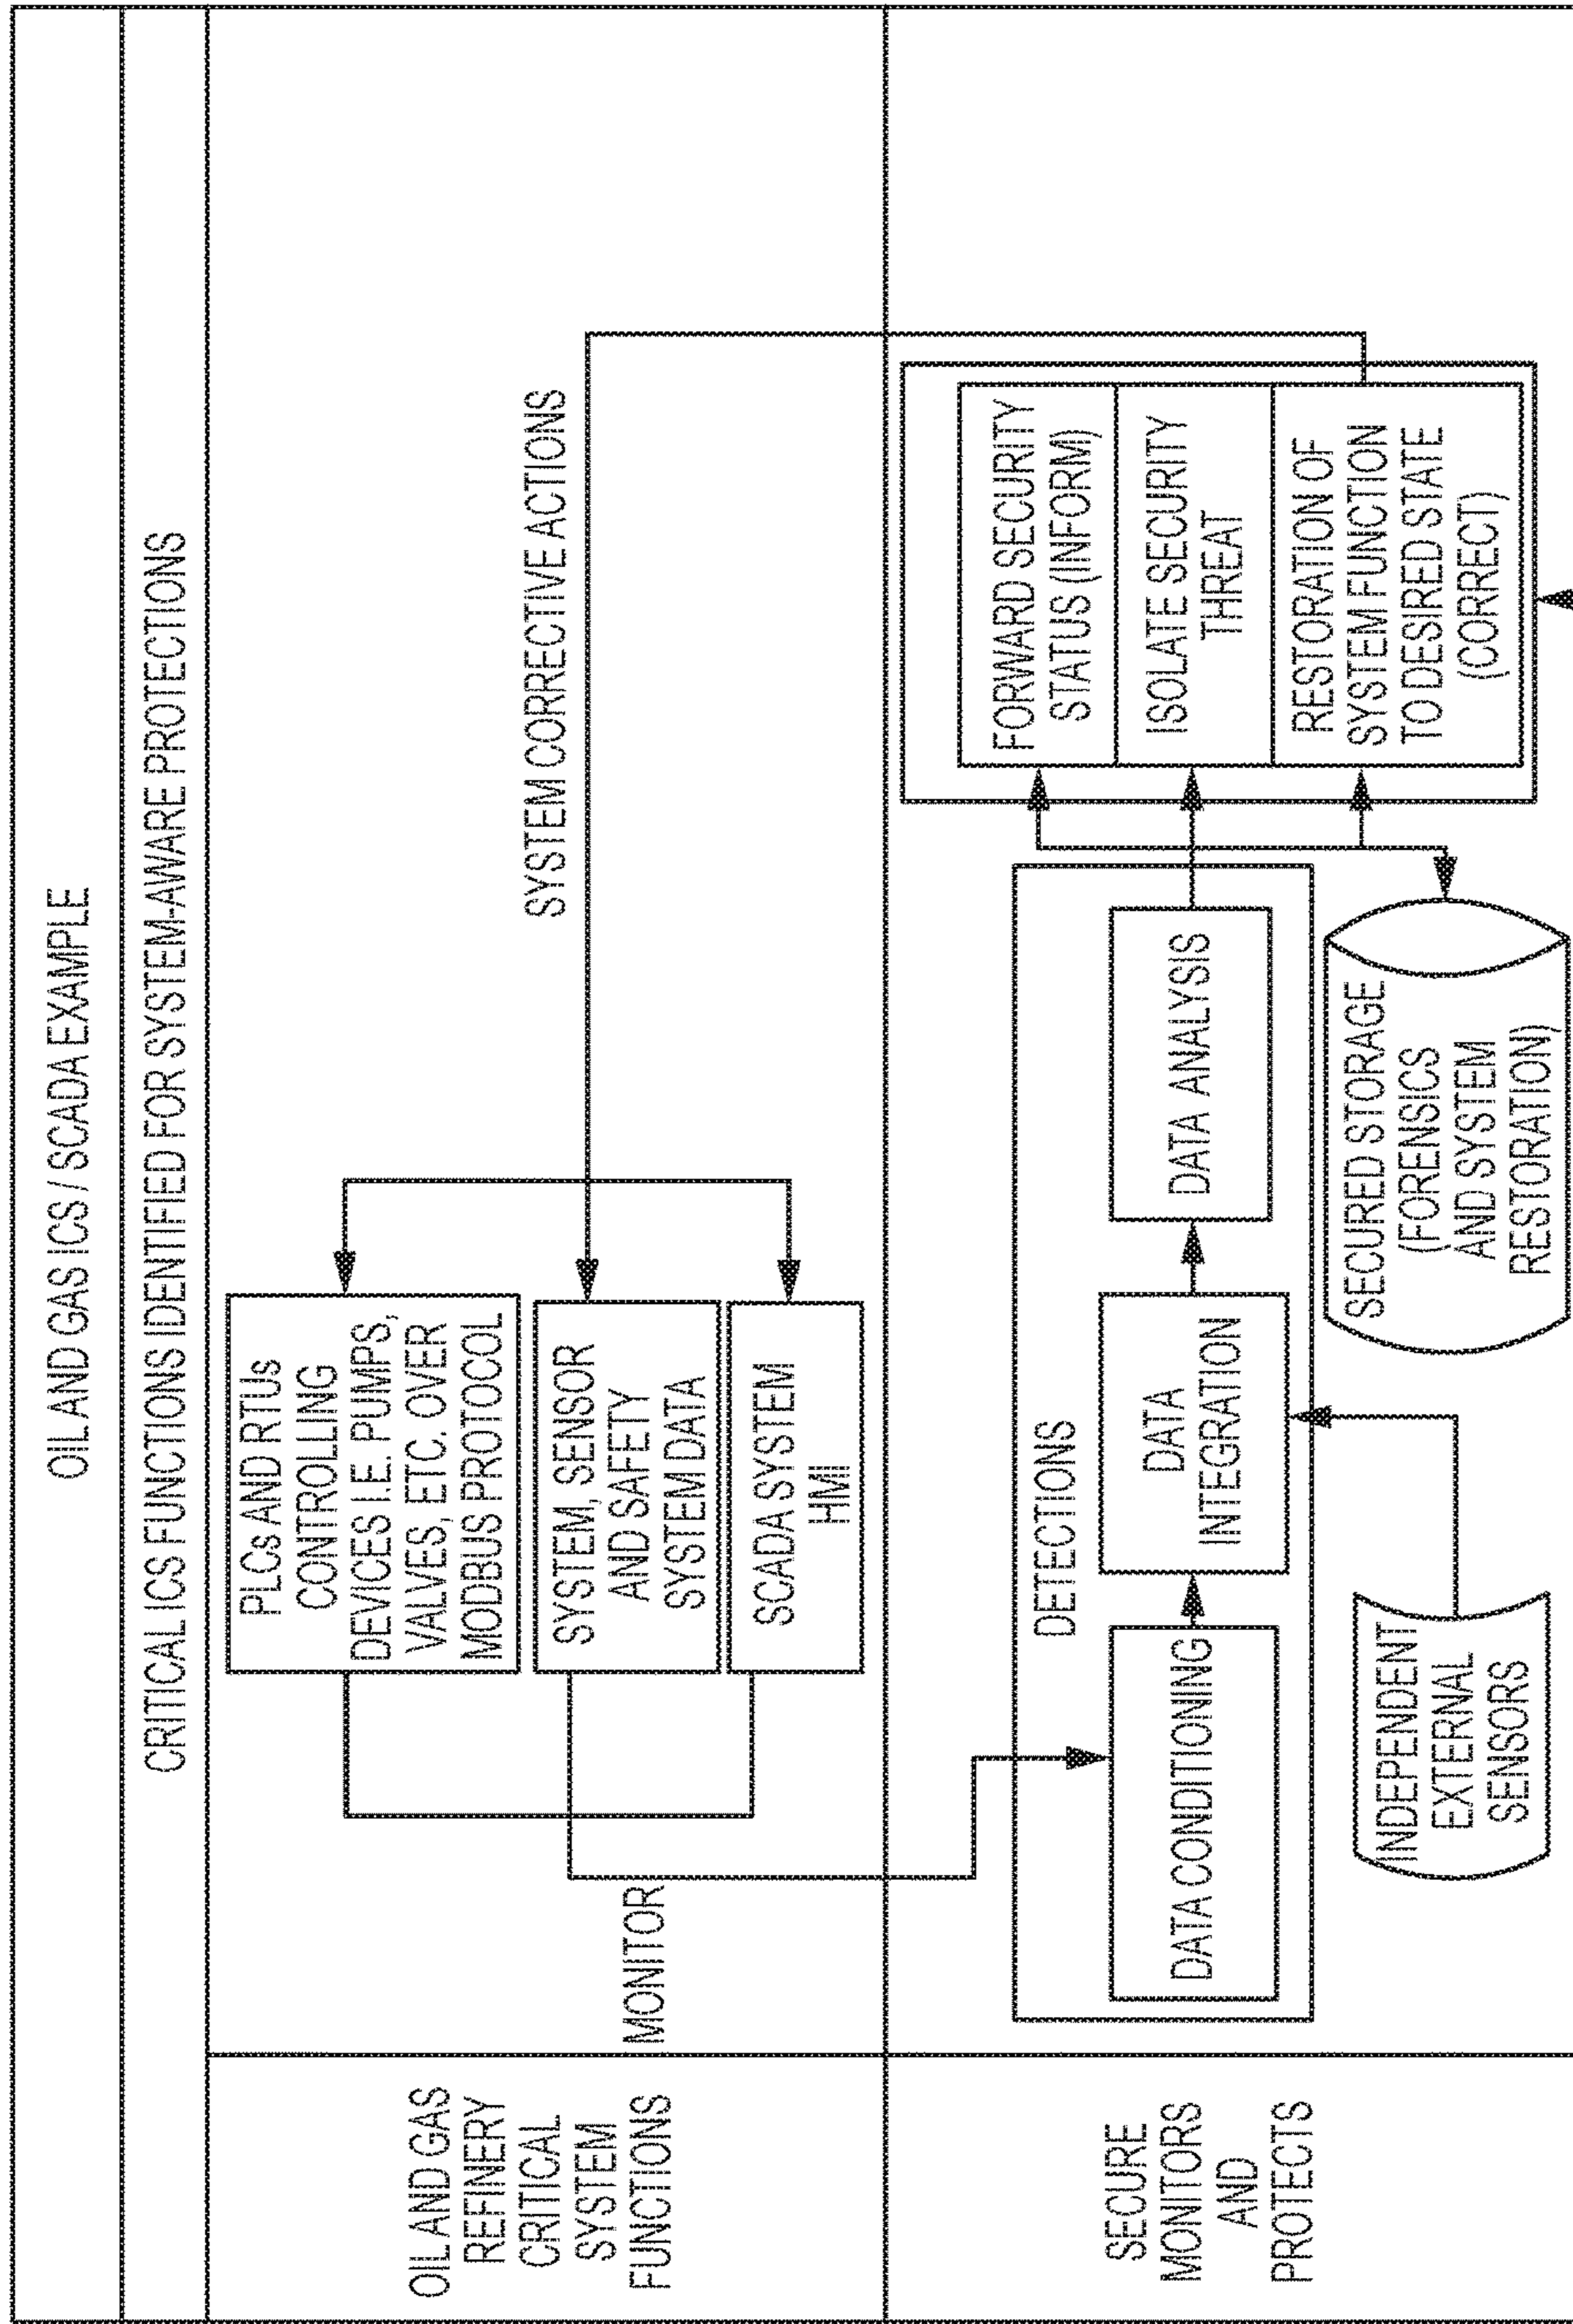 OIL AND GAS ICS / SCADA EXAMPLE
CRITICAL ICS FUNCTIONS IDENTIFIED FOR SYSTEM-AWARE PROTECTIONS
OIL AND GAS
REFINERY
CRITICAL
SYSTEM
FUNCTIONS
MONITOR
PLCs AND RTUs
CONTROLLING
DEVICES I.E. PUMPS,
VALVES, ETC. OVER
MODBUS PROTOCOL
SYSTEM, SENSOR
AND SAFETY
SYSTEM DATA
SCADA SYSTEM
HMI
SYSTEM CORRECTIVE ACTIONS
SECURE
MONITORS
AND
PROTECTS
DETECTIONS
DATA CONDITIONING
DATA
INTEGRATION
DATA ANALYSIS
INDEPENDENT
EXTERNAL
SENSORS
SECURED STORAGE
(FORENSICS
AND SYSTEM
RESTORATION)
FORWARD SECURITY
STATUS (INFORM)
ISOLATE SECURITY
THREAT
RESTORATION OF
SYSTEM FUNCTION
TO DESIRED STATE
(CORRECT)